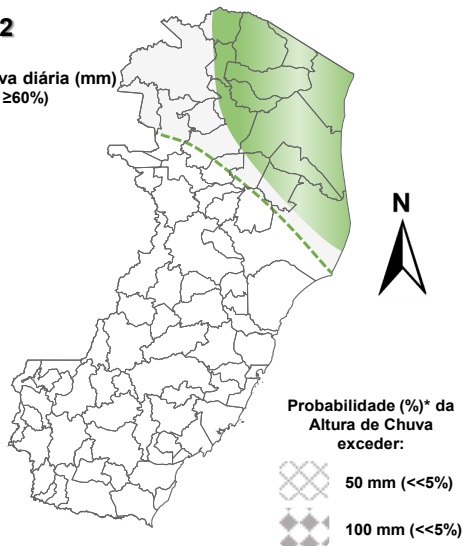 2
va diária (mm)
≥60%)
N
Probabilidade (%)* da
Altura de Chuva
exceder:
50 mm (<<5%)
100 mm (<<5%)